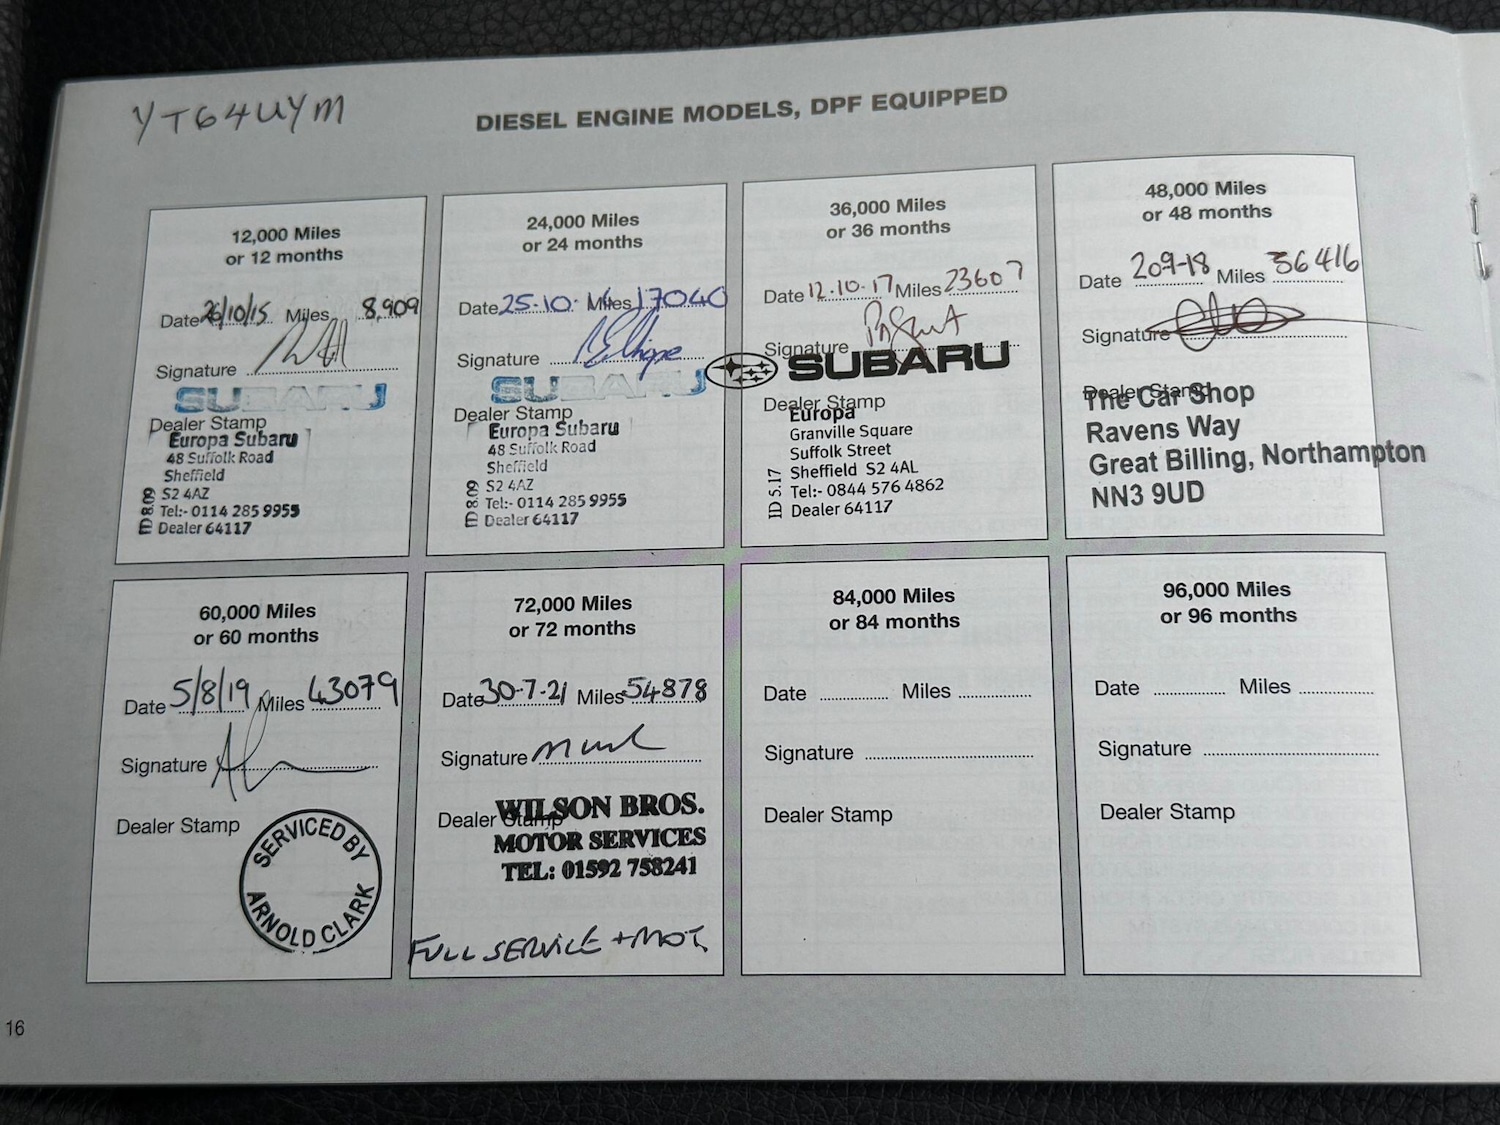 YT64UYM
DIESEL ENGINE MODELS, DPF EQUIPPED
12,000 Miles
or 12 months
Date 26/10/15 Miles 8,909
Signature
SUBARU
Dealer Stamp
Europa Subaru
48 Suffolk Road
Sheffield
S2 4AZ
Tel:- 0114 285 9955
Dealer 64117
ID 88
24,000 Miles
or 24 months
Date 25.10.16 Miles 17040
Signature
SUBARU
Dealer Stamp
Europa Subaru
48 Suffolk Road
Sheffield
S2 4AZ
Tel:- 0114 285 9955
Dealer 64117
ID 88
36,000 Miles
or 36 months
Date 12.10.17 Miles 23607
Signature
SUBARU
Dealer Stamp
Europa
Granville Square
Suffolk Street
Sheffield S2 4AL
Tel:- 0844 576 4862
Dealer 64117
ID 5.17
48,000 Miles
or 48 months
Date 20 9-18 Miles 36416
Signature
Dealer Stamp
The Car Shop
Ravens Way
Great Billing, Northampton
NN3 9UD
60,000 Miles
or 60 months
Date 5/8/19 Miles 43079
Signature
Dealer Stamp
SERVICED BY
ARNOLD CLARK
72,000 Miles
or 72 months
Date 30-7-21 Miles 54878
Signature
Dealer Stamp
WILSON BROS.
MOTOR SERVICES
TEL: 01592 758241
FULL SERVICE + MOT.
84,000 Miles
or 84 months
Date Miles
Signature
Dealer Stamp
96,000 Miles
or 96 months
Date Miles
Signature
Dealer Stamp
16